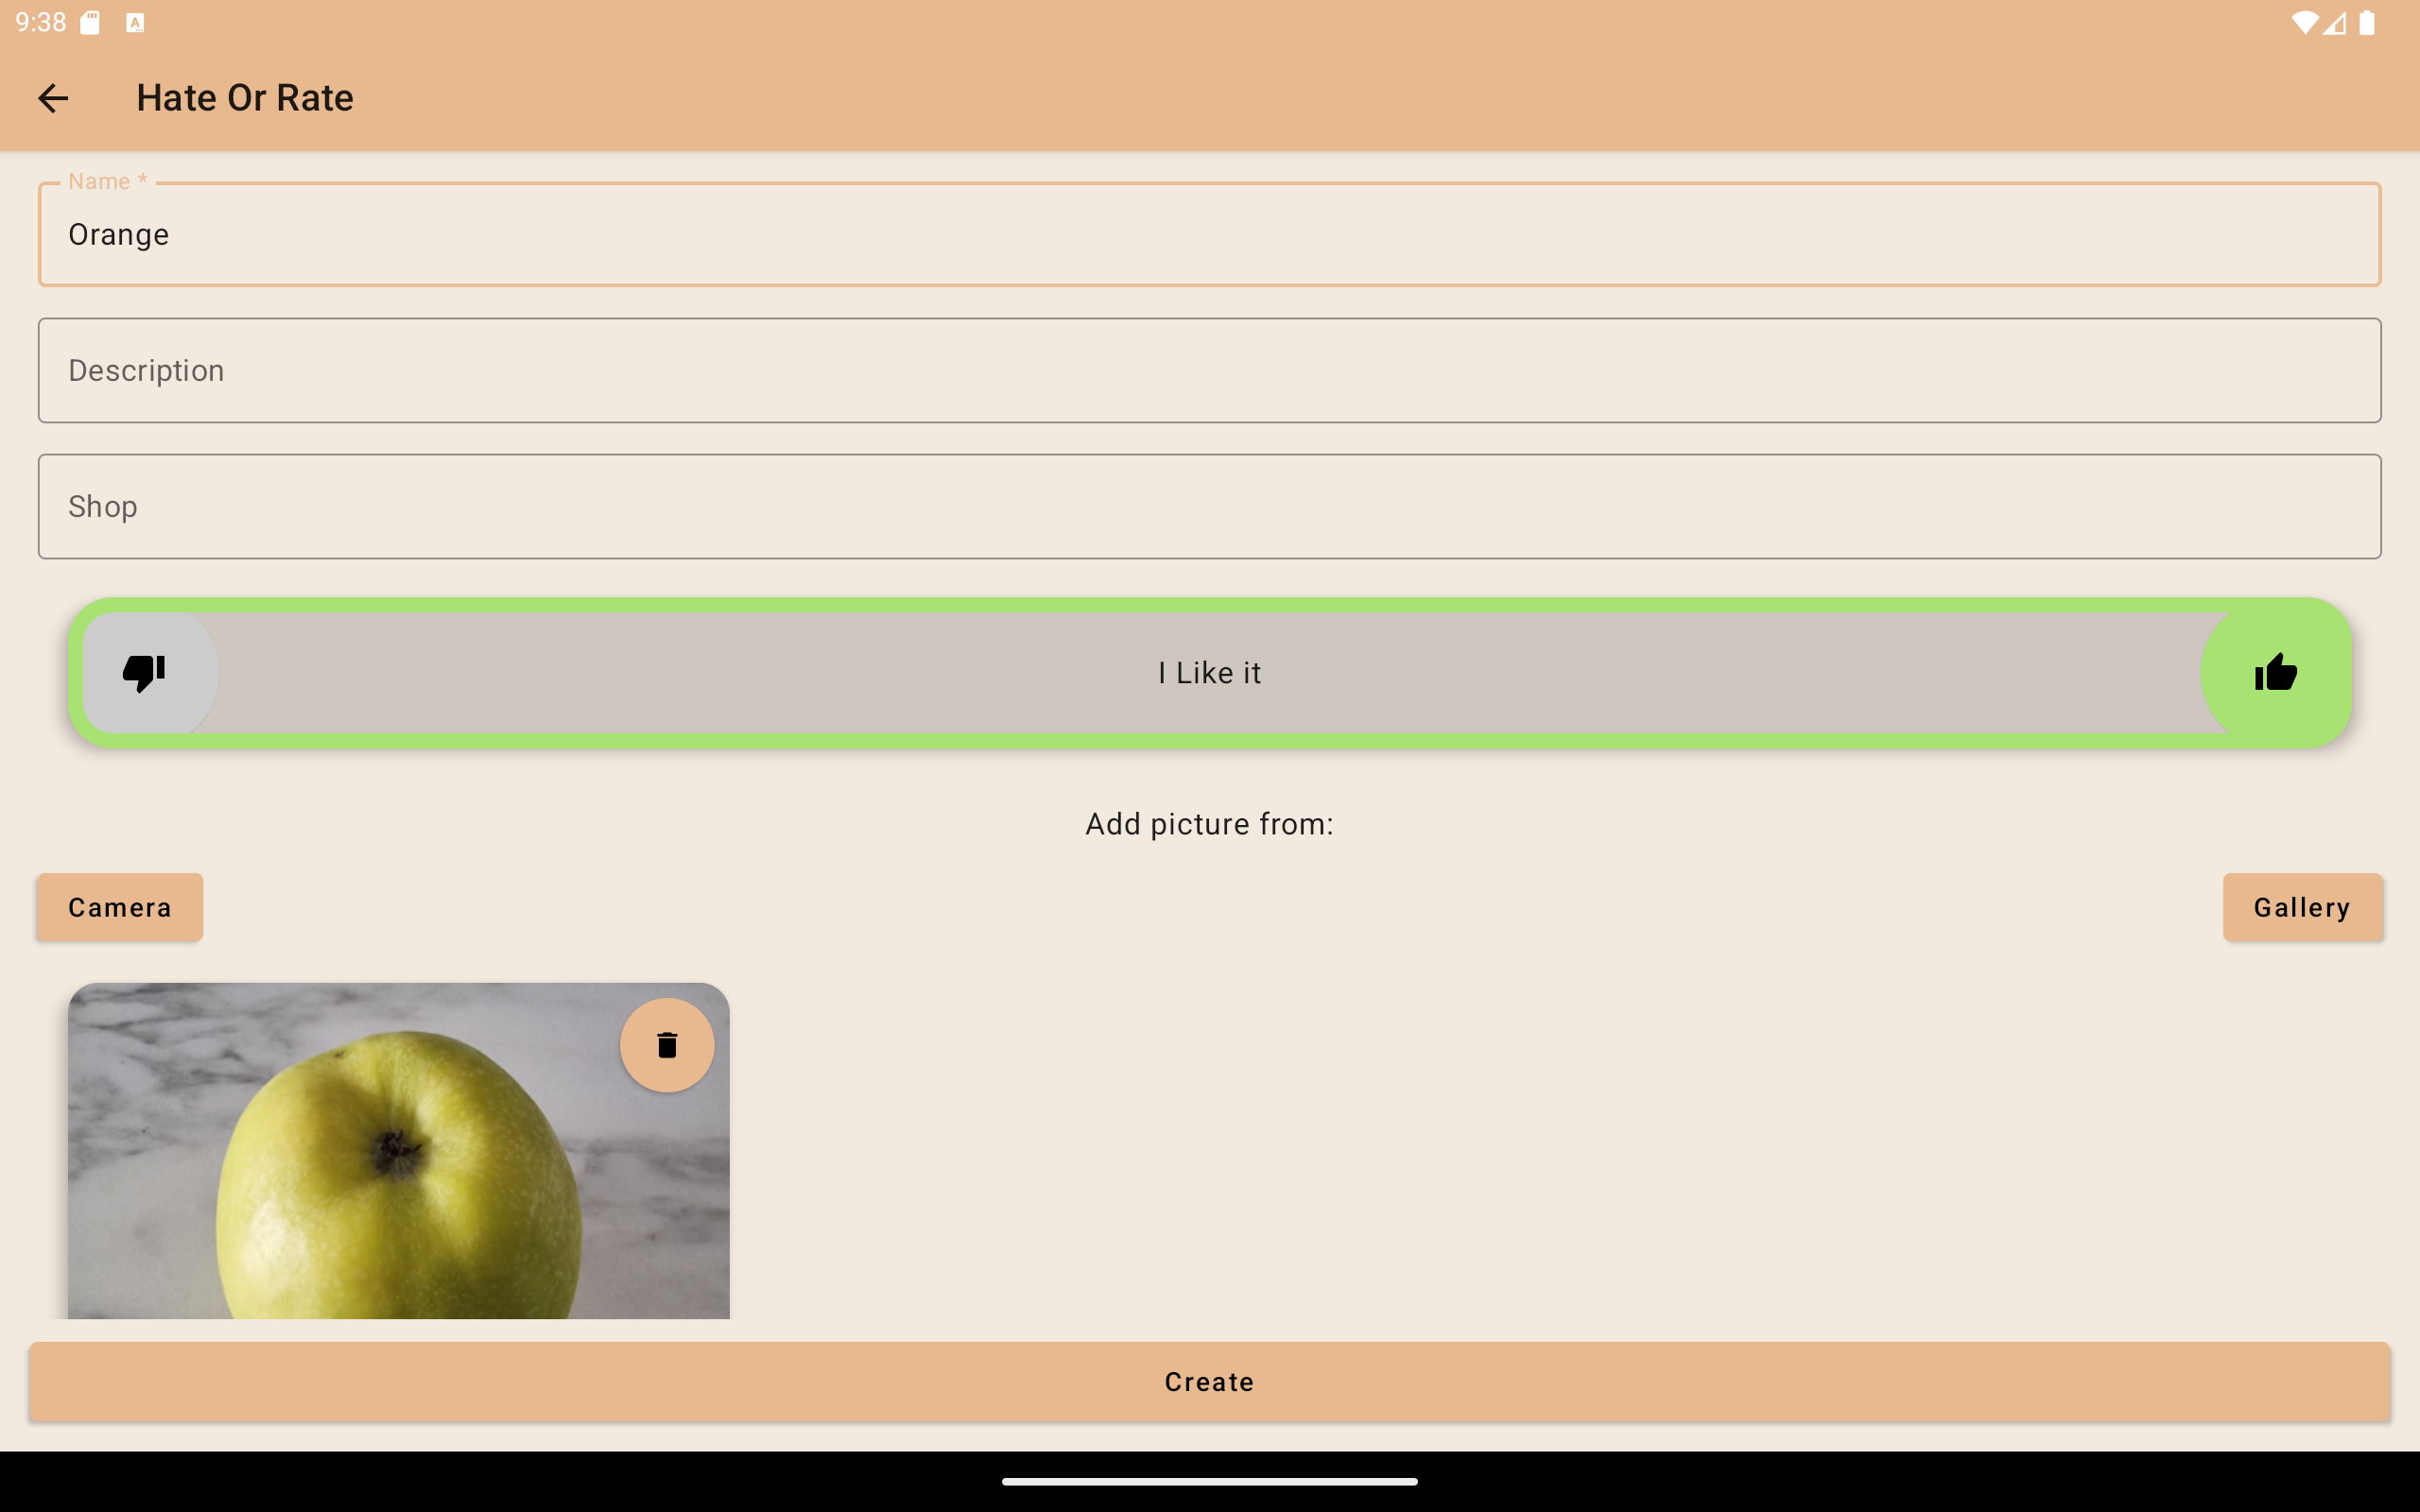 9:38
Hate Or Rate
Name *
Orange
Description
Shop
I Like it
Add picture from:
Camera
Gallery
Create